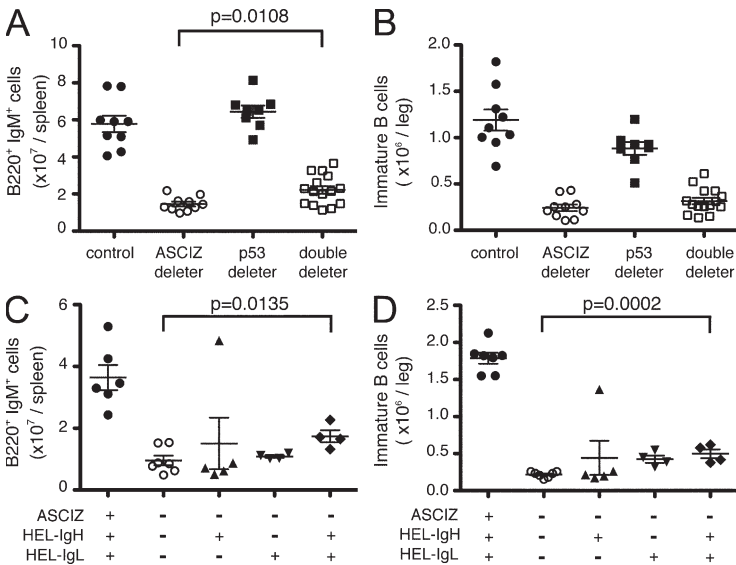 A
p=0.0108
B220+ IgM+ cells
(x10⁷ / spleen)
10
8
6
4
2
0
control
ASCIZ deleter
p53 deleter
double deleter
B
Immature B cells
( x10⁶ / leg)
2.0
1.5
1.0
0.5
0.0
control
ASCIZ deleter
p53 deleter
double deleter
C
p=0.0135
B220+ IgM+ cells
(x10⁷ / spleen)
6
4
2
0
ASCIZ + - - - -
HEL-IgH + - + - +
HEL-IgL + - - + +
D
p=0.0002
Immature B cells
( x10⁶ / leg)
2.5
2.0
1.5
1.0
0.5
0.0
ASCIZ + - - - -
HEL-IgH + - + - +
HEL-IgL + - - + +